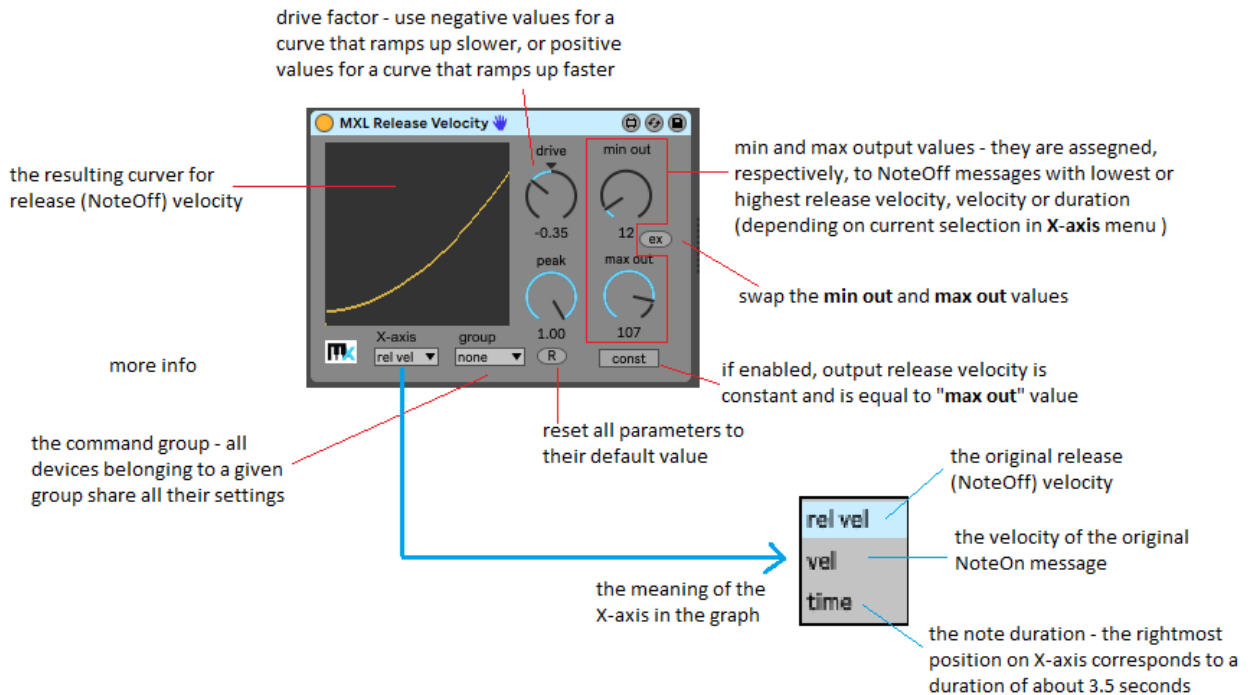 drive factor - use negative values for a
curve that ramps up slower, or positive
values for a curve that ramps up faster
MXL Release Velocity
the resulting curver for
release (NoteOff) velocity
drive
-0.35
peak
1.00
R
min out
12
ex
max out
107
const
X-axis
rel vel
group
none
mx
min and max output values - they are assegned,
respectively, to NoteOff messages with lowest or
highest release velocity, velocity or duration
(depending on current selection in X-axis menu )
swap the min out and max out values
if enabled, output release velocity is
constant and is equal to "max out" value
more info
the command group - all
devices belonging to a given
group share all their settings
reset all parameters to
their default value
the meaning of the
X-axis in the graph
rel vel
vel
time
the original release
(NoteOff) velocity
the velocity of the original
NoteOn message
the note duration - the rightmost
position on X-axis corresponds to a
duration of about 3.5 seconds